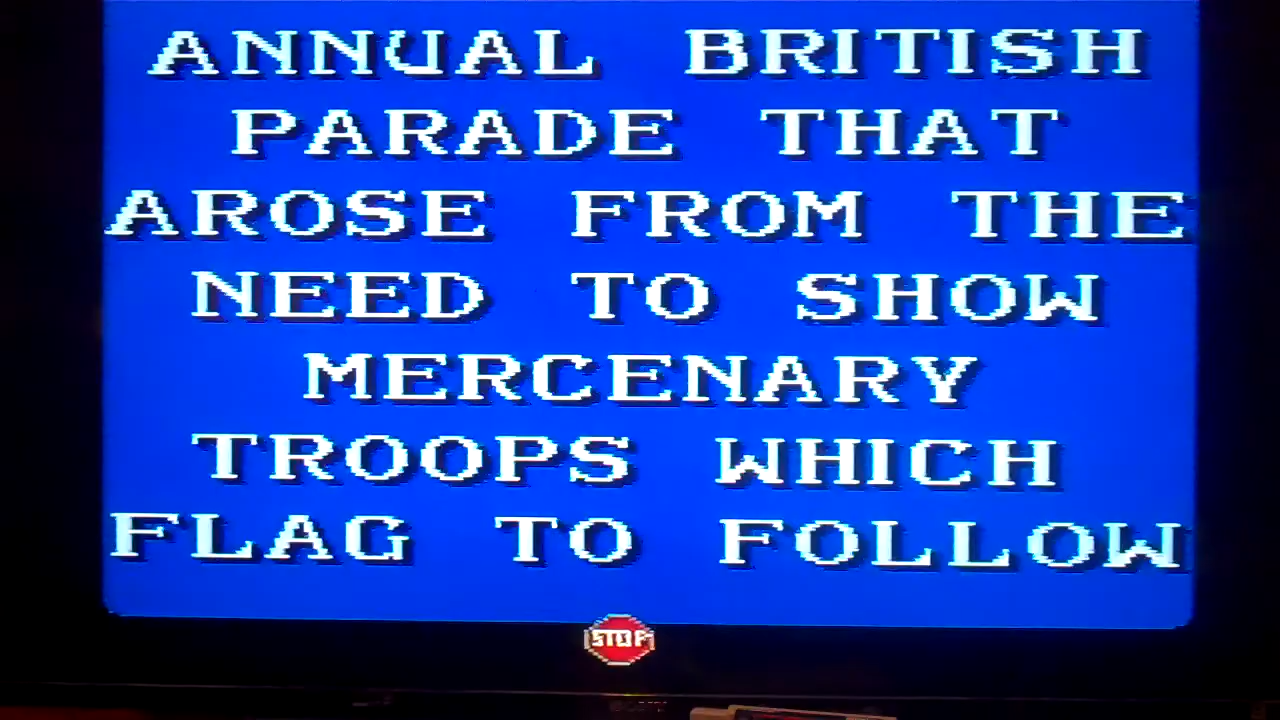 ANNUAL BRITISH
PARADE THAT
AROSE FROM THE
NEED TO SHOW
MERCENARY
TROOPS WHICH
FLAG TO FOLLOW
STOP